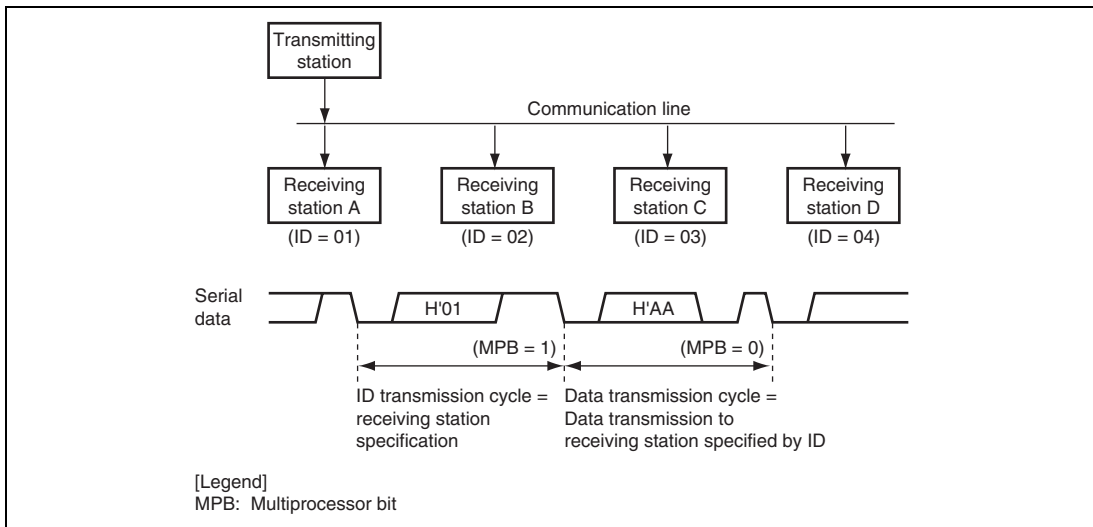 Transmitting
station
Communication line
Receiving
station A
Receiving
station B
Receiving
station C
Receiving
station D
(ID = 01)
(ID = 02)
(ID = 03)
(ID = 04)
Serial
data
H'01
H'AA
(MPB = 1)
(MPB = 0)
ID transmission cycle =
receiving station
specification
Data transmission cycle =
Data transmission to
receiving station specified by ID
[Legend]
MPB: Multiprocessor bit